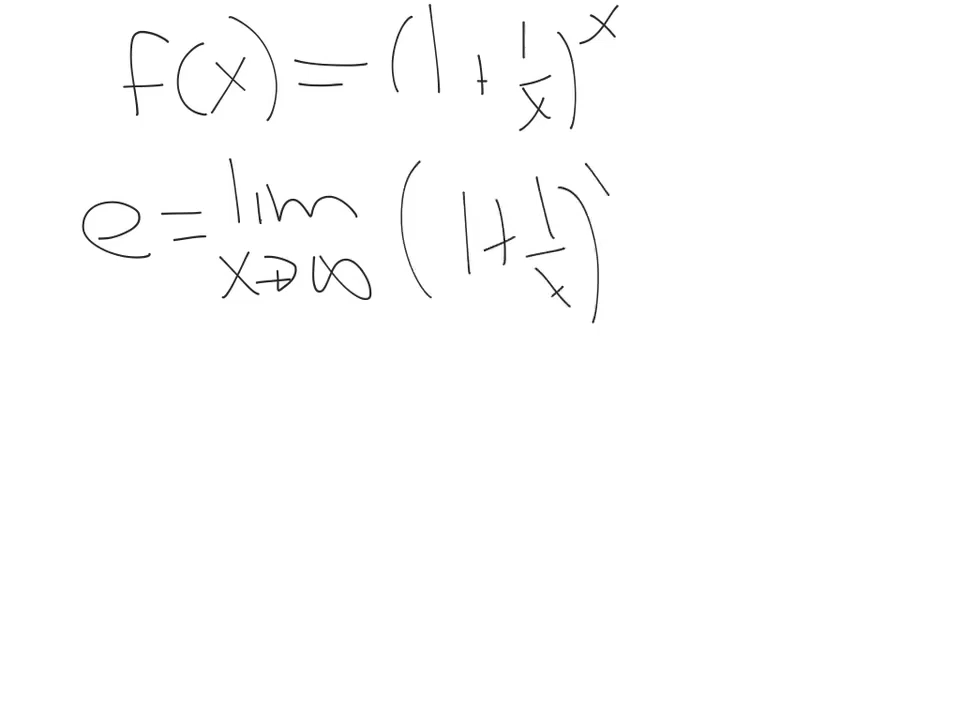 f(x) = (1 + 1/x)^x
e = lim x→∞ (1 + 1/x)^\